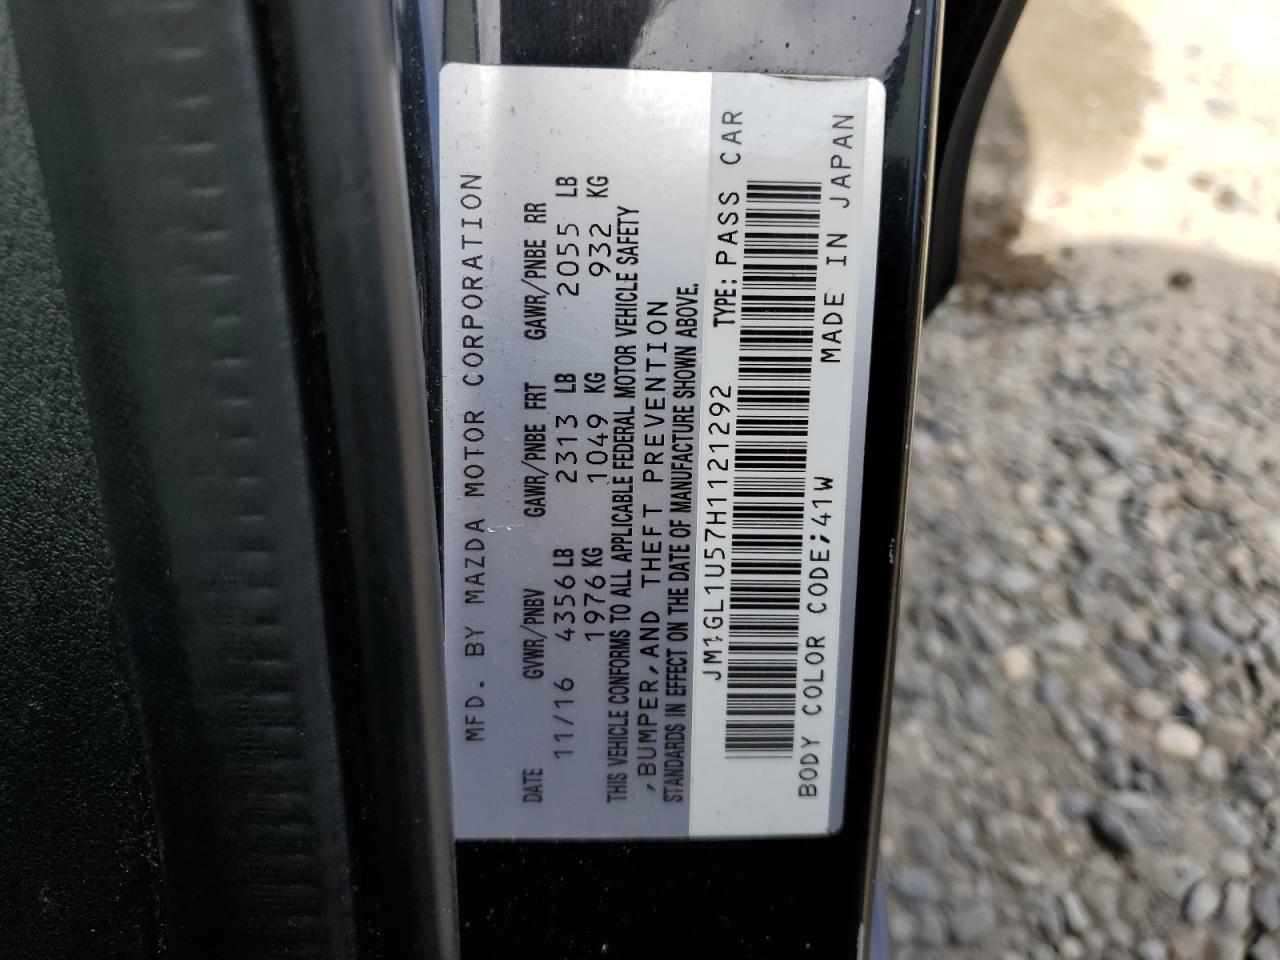 MFD. BY MAZDA MOTOR CORPORATION
DATE GVWR/PNBV GAWR/PNBE FRT GAWR/PNBE RR
11/16 4356 LB 2313 LB 2055 LB
1976 KG 1049 KG 932 KG
THIS VEHICLE CONFORMS TO ALL APPLICABLE FEDERAL MOTOR VEHICLE SAFETY
,BUMPER,AND THEFT PREVENTION
STANDARDS IN EFFECT ON THE DATE OF MANUFACTURE SHOWN ABOVE.
JM1GL1U57H1121292 TYPE: PASS CAR
BODY COLOR CODE;41W MADE IN JAPAN